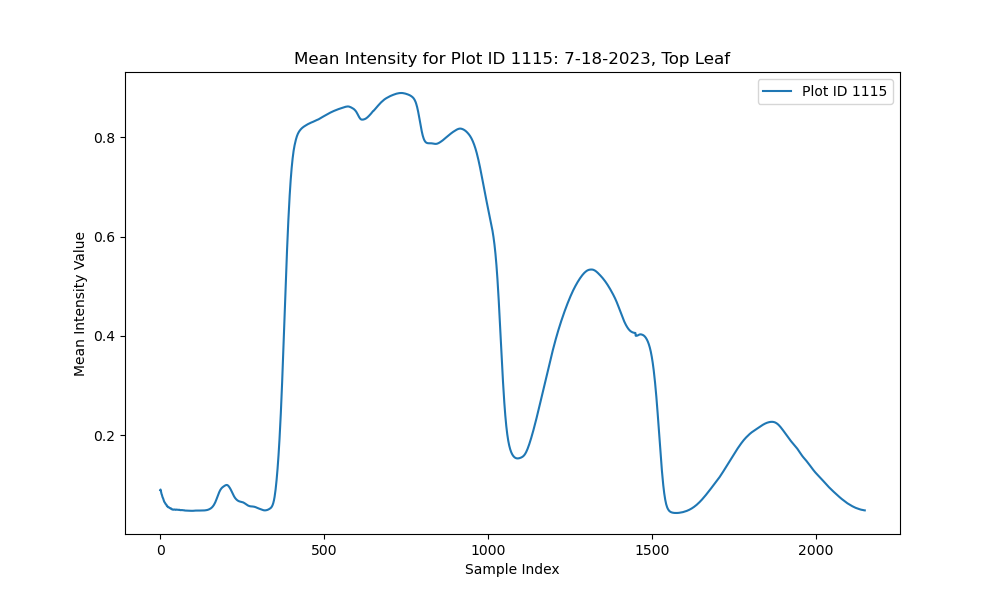 Mean Intensity for Plot ID 1115: 7-18-2023, Top Leaf
Plot ID 1115
Mean Intensity Value
0.8
0.6
0.4
0.2
0 500 1000 1500 2000
Sample Index